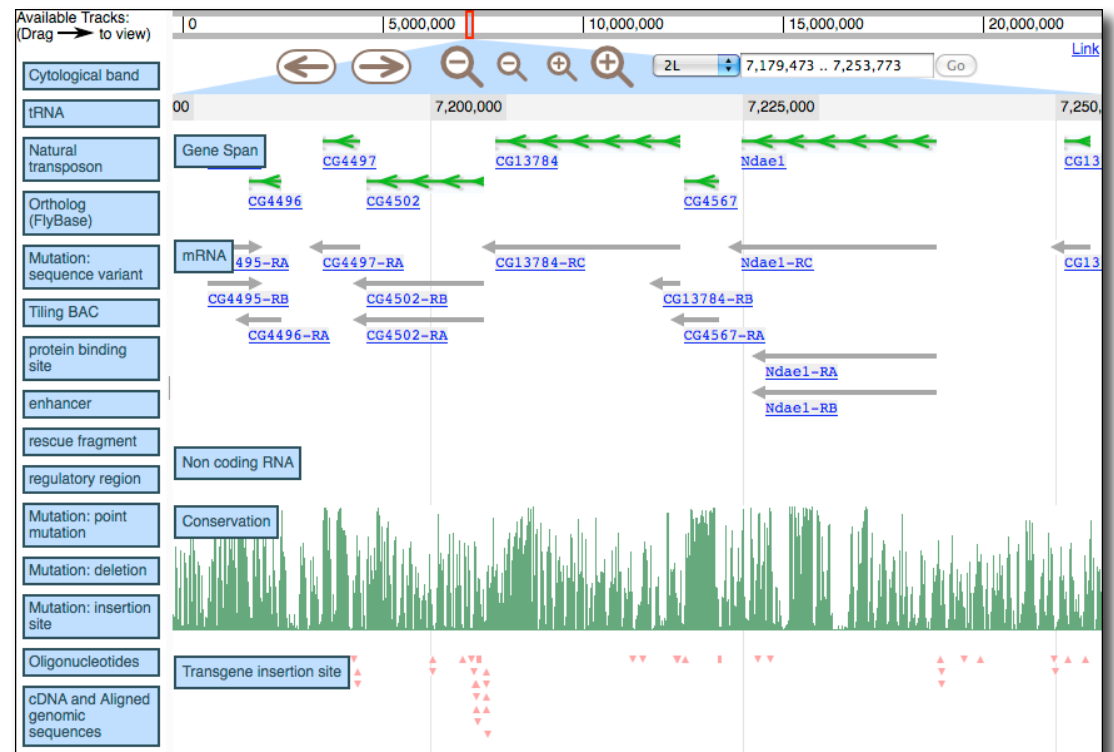 Available Tracks:
(Drag to view)
0 5,000,000 10,000,000 15,000,000 20,000,000
Link
2L 7,179,473 .. 7,253,773 Go
00 7,200,000 7,225,000 7,250,
Cytological band
tRNA
Natural
transposon
Ortholog
(FlyBase)
Mutation:
sequence variant
Tiling BAC
protein binding
site
enhancer
rescue fragment
regulatory region
Mutation: point
mutation
Mutation: deletion
Mutation: insertion
site
Oligonucleotides
cDNA and Aligned
genomic
sequences
Gene Span
CG4497 CG13784 Ndae1 CG13
CG4496 CG4502 CG4567
mRNA
495-RA CG4497-RA CG13784-RC Ndae1-RC CG13
CG4495-RB CG4502-RB CG13784-RB
CG4496-RA CG4502-RA CG4567-RA
Ndae1-RA
Ndae1-RB
Non coding RNA
Conservation
Transgene insertion site